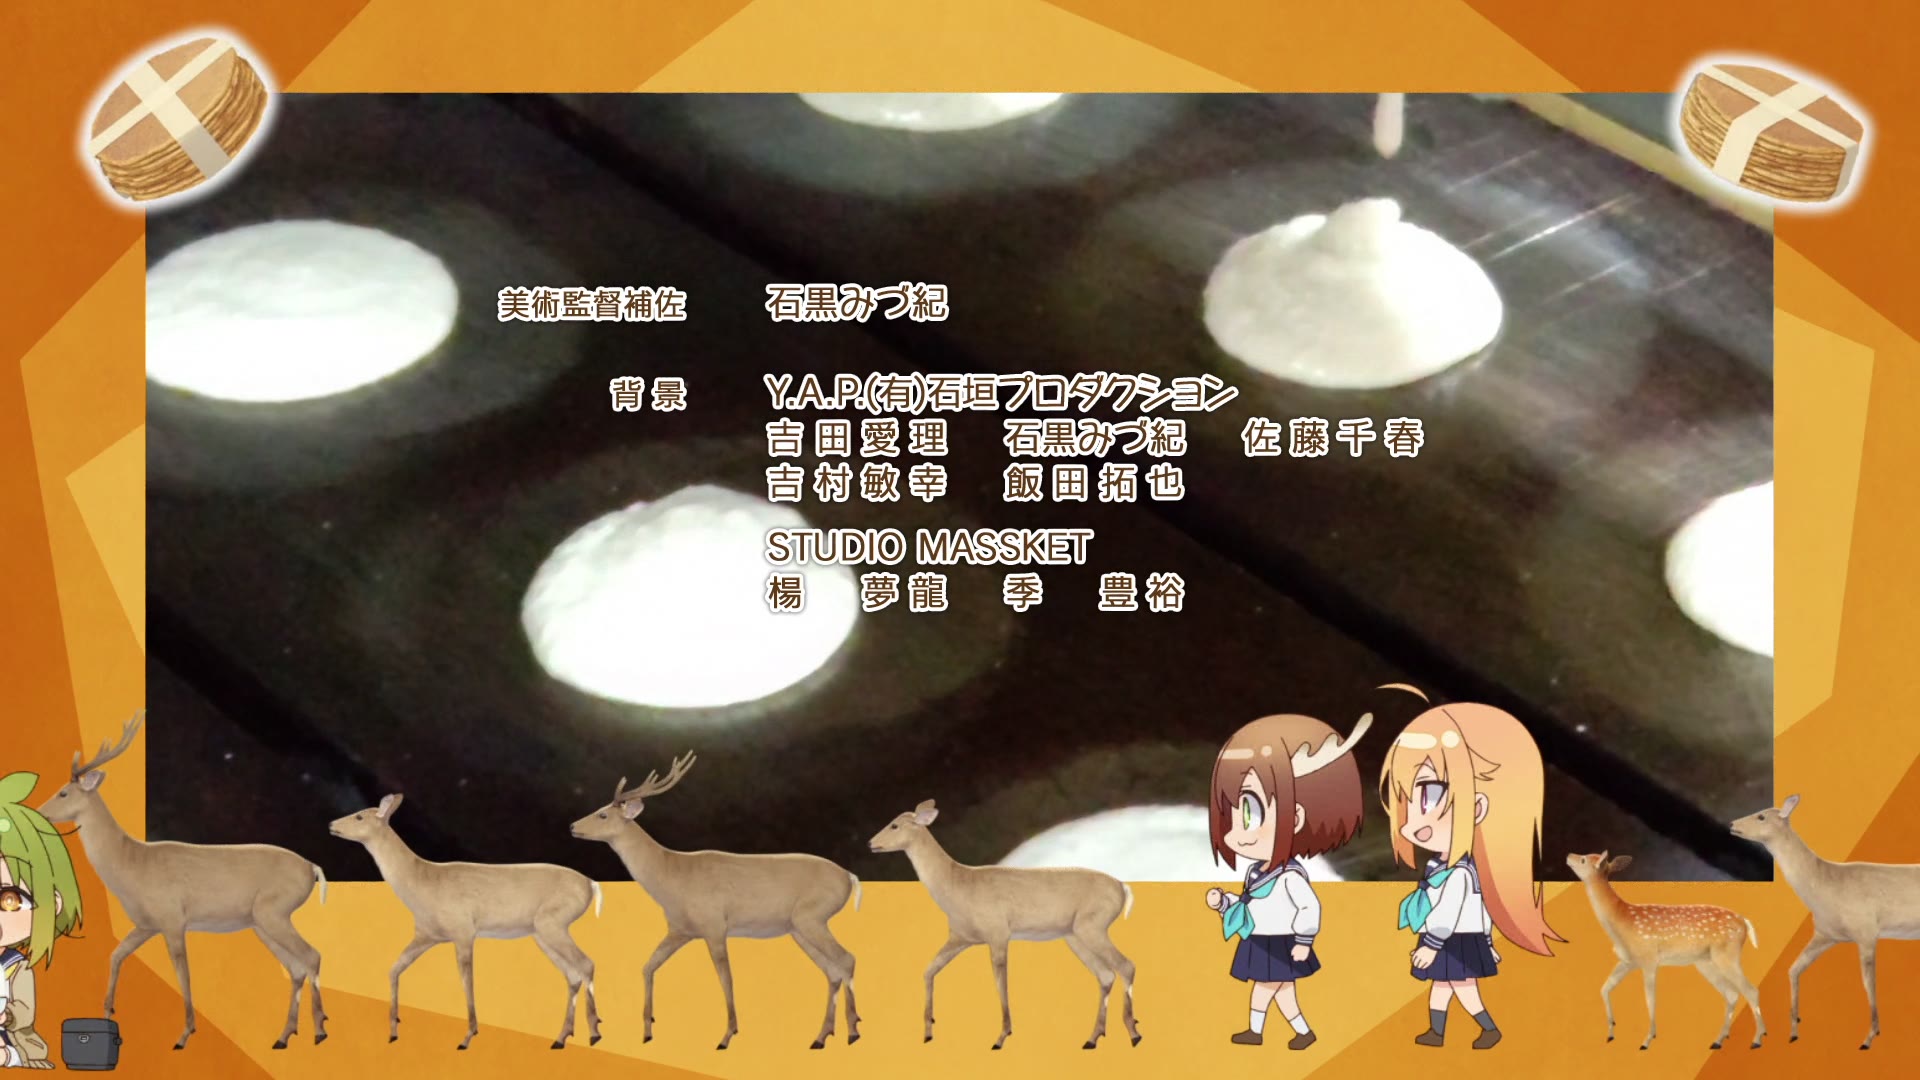 美術監督補佐 石黒みづ紀
背景 Y.A.P.(有)石垣プロダクション
吉田愛理 石黒みづ紀 佐藤千春
吉村敏幸 飯田拓也
STUDIO MASSKET
楊 夢龍 季 豊裕